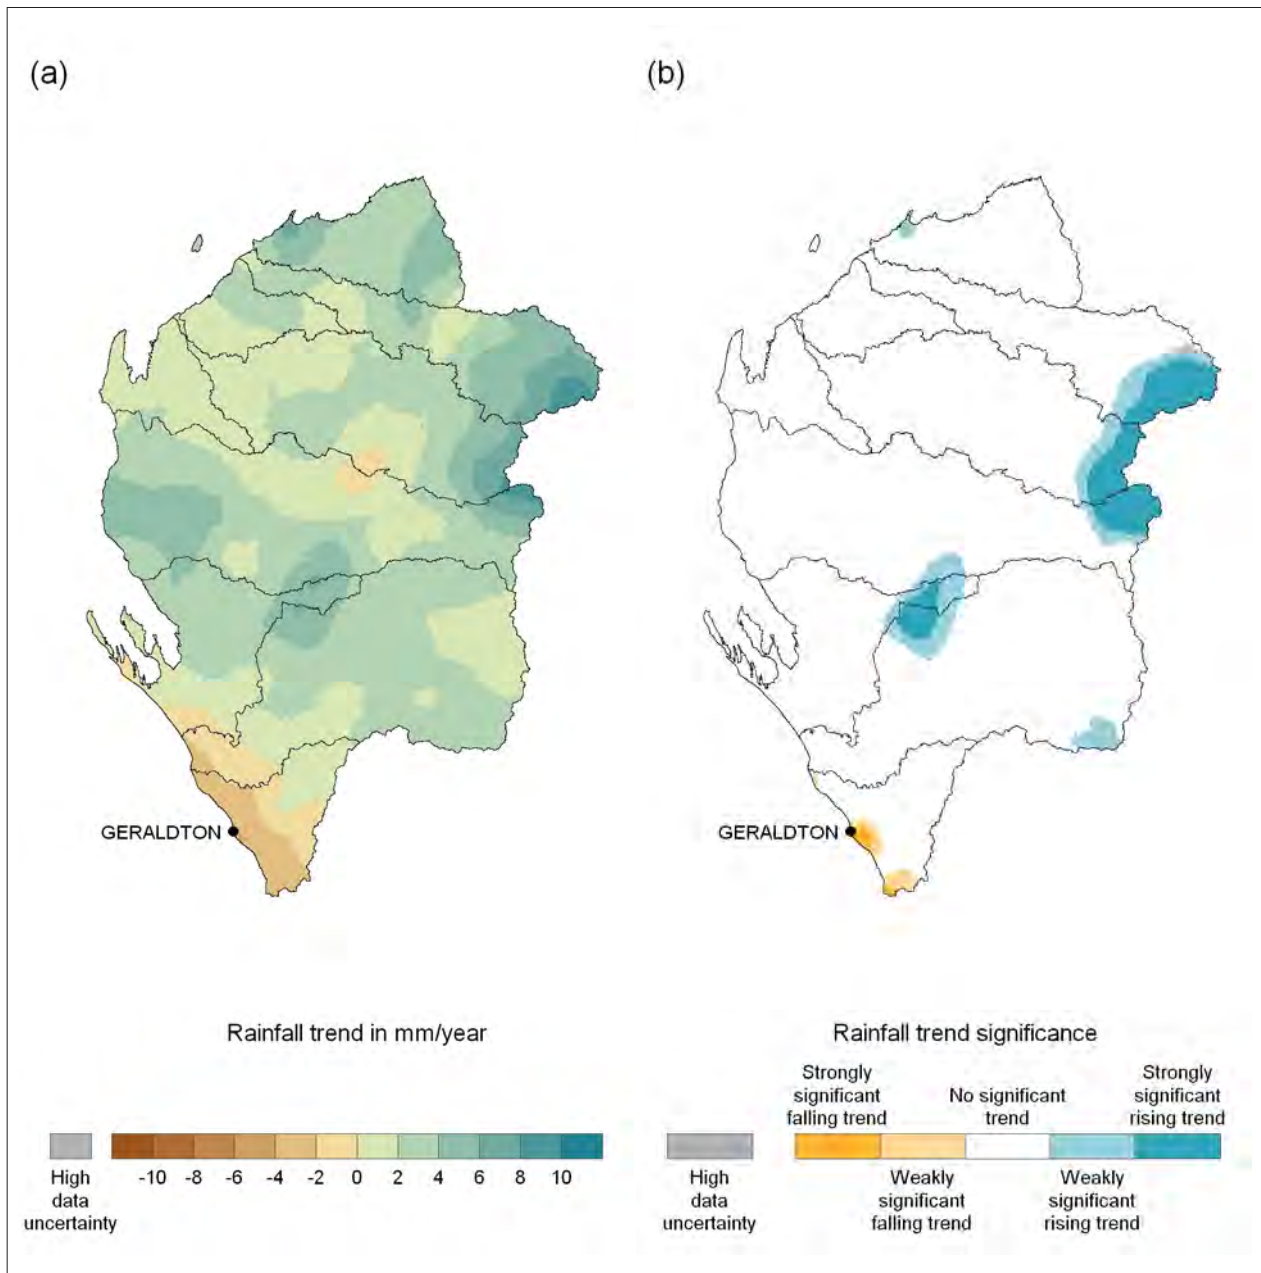 (a)
(b)
GERALDTON
GERALDTON
Rainfall trend in mm/year
High
data
uncertainty
-10 -8 -6 -4 -2 0 2 4 6 8 10
Rainfall trend significance
High
data
uncertainty
Strongly
significant
falling trend
Weakly
significant
falling trend
No significant
trend
Weakly
significant
rising trend
Strongly
significant
rising trend